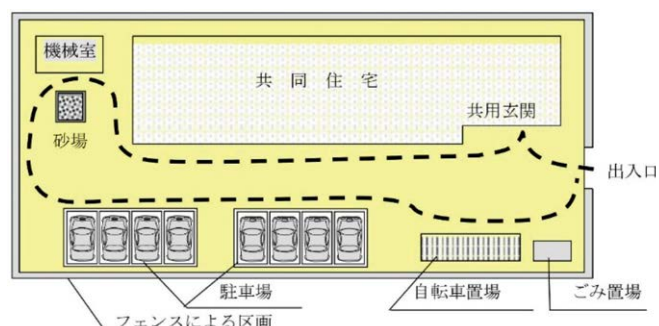 機械室
共同住宅
共用玄関
砂場
出入口
駐車場
自転車置場
ごみ置場
フェンスによる区画